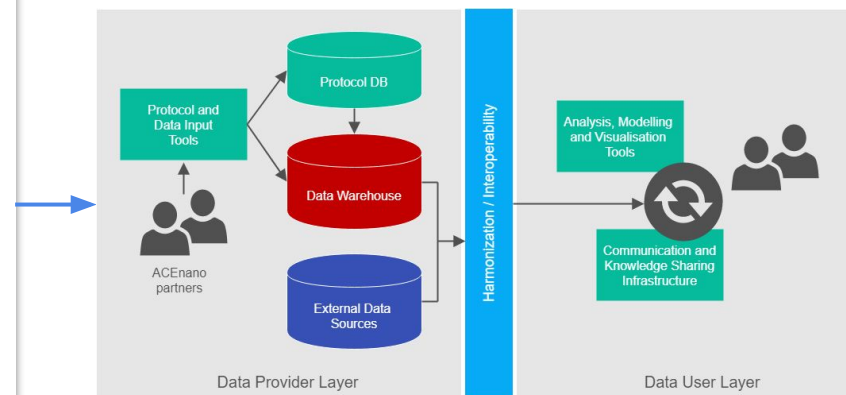 Protocol DB
Protocol and
Data Input
Tools
Data Warehouse
ACEnano
partners
External Data
Sources
Data Provider Layer
Harmonization / Interoperability
Analysis, Modelling
and Visualisation
Tools
Communication and
Knowledge Sharing
Infrastructure
Data User Layer